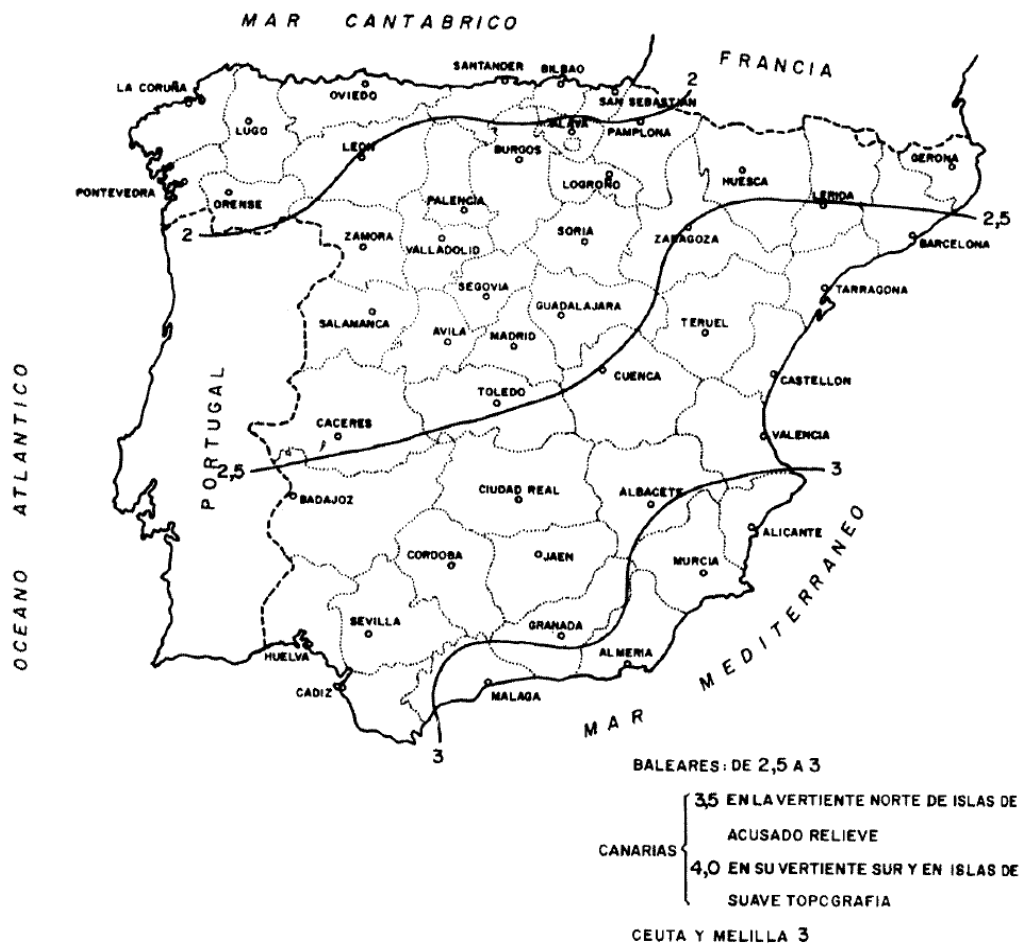 MAR CANTABRICO
FRANCIA
SANTANDER
BILBAO
LA CORUÑA
OVIEDO
SAN SEBASTIAN
2
LUGO
ALAVA
PAMPLONA
LEON
BURGOS
GERONA
PONTEVEDRA
ORENSE
LOGROÑO
HUESCA
PALENCIA
LERIDA
2
2,5
ZAMORA
VALLADOLID
SORIA
ZARAGOZA
BARCELONA
SEGOVIA
TARRAGONA
SALAMANCA
GUADALAJARA
AVILA
MADRID
TERUEL
OCEANO ATLANTICO
PORTUGAL
CUENCA
CASTELLON
TOLEDO
CACERES
VALENCIA
2,5
3
BADAJOZ
CIUDAD REAL
ALBACETE
ALICANTE
CORDOBA
JAEN
MURCIA
SEVILLA
GRANADA
HUELVA
ALMERIA
CADIZ
MALAGA
MAR MEDITERRANEO
3
BALEARES: DE 2,5 A 3
CANARIAS
3,5 EN LA VERTIENTE NORTE DE ISLAS DE
ACUSADO RELIEVE
4,0 EN SU VERTIENTE SUR Y EN ISLAS DE
SUAVE TOPOGRAFIA
CEUTA Y MELILLA 3